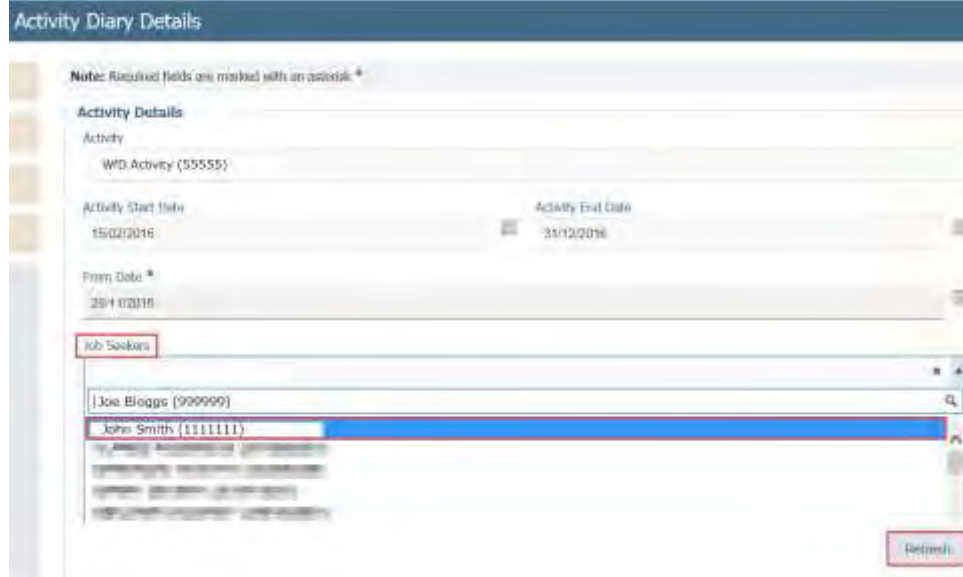 Activity Diary Details
Note: Required fields are marked with an asterisk *
Activity Details
Activity
WfD Activity (55555)
Activity Start Date
Activity End Date
15/02/2016
31/12/2016
From Date *
Job Seekers
Joe Bloggs (999999)
John Smith (1111111)
Refresh